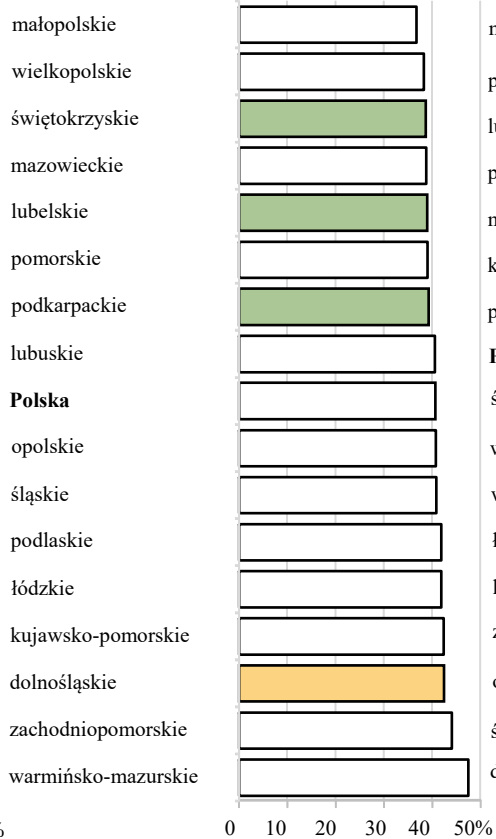 małopolskie
wielkopolskie
świętokrzyskie
mazowieckie
lubelskie
pomorskie
podkarpackie
lubuskie
Polska
opolskie
śląskie
podlaskie
łódzkie
kujawsko-pomorskie
dolnośląskie
zachodniopomorskie
warmińsko-mazurskie
0 10 20 30 40 50%